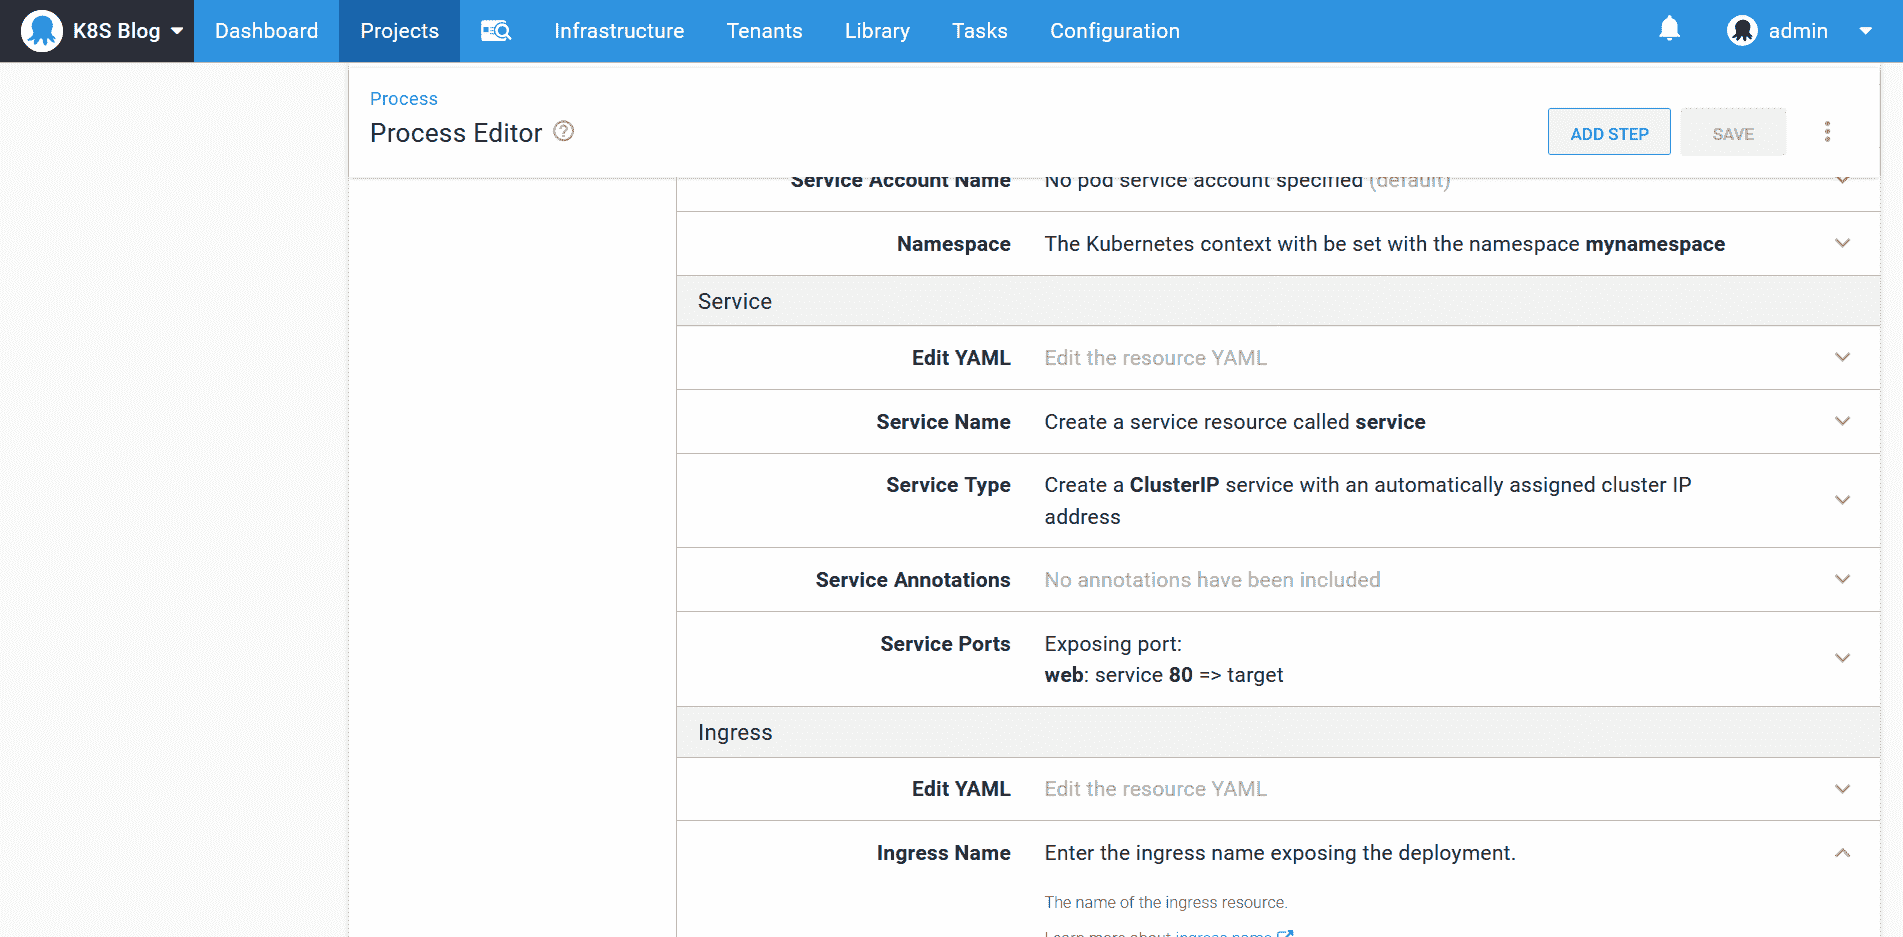 K8S Blog
Dashboard
Projects
Infrastructure
Tenants
Library
Tasks
Configuration
admin
Process
Process Editor
ADD STEP
SAVE
Service Account Name No pod service account specified (default)
Namespace The Kubernetes context with be set with the namespace mynamespace
Service
Edit YAML Edit the resource YAML
Service Name Create a service resource called service
Service Type Create a ClusterIP service with an automatically assigned cluster IP
address
Service Annotations No annotations have been included
Service Ports Exposing port:
web: service 80 => target
Ingress
Edit YAML Edit the resource YAML
Ingress Name Enter the ingress name exposing the deployment.
The name of the ingress resource.
Learn more about ingress name